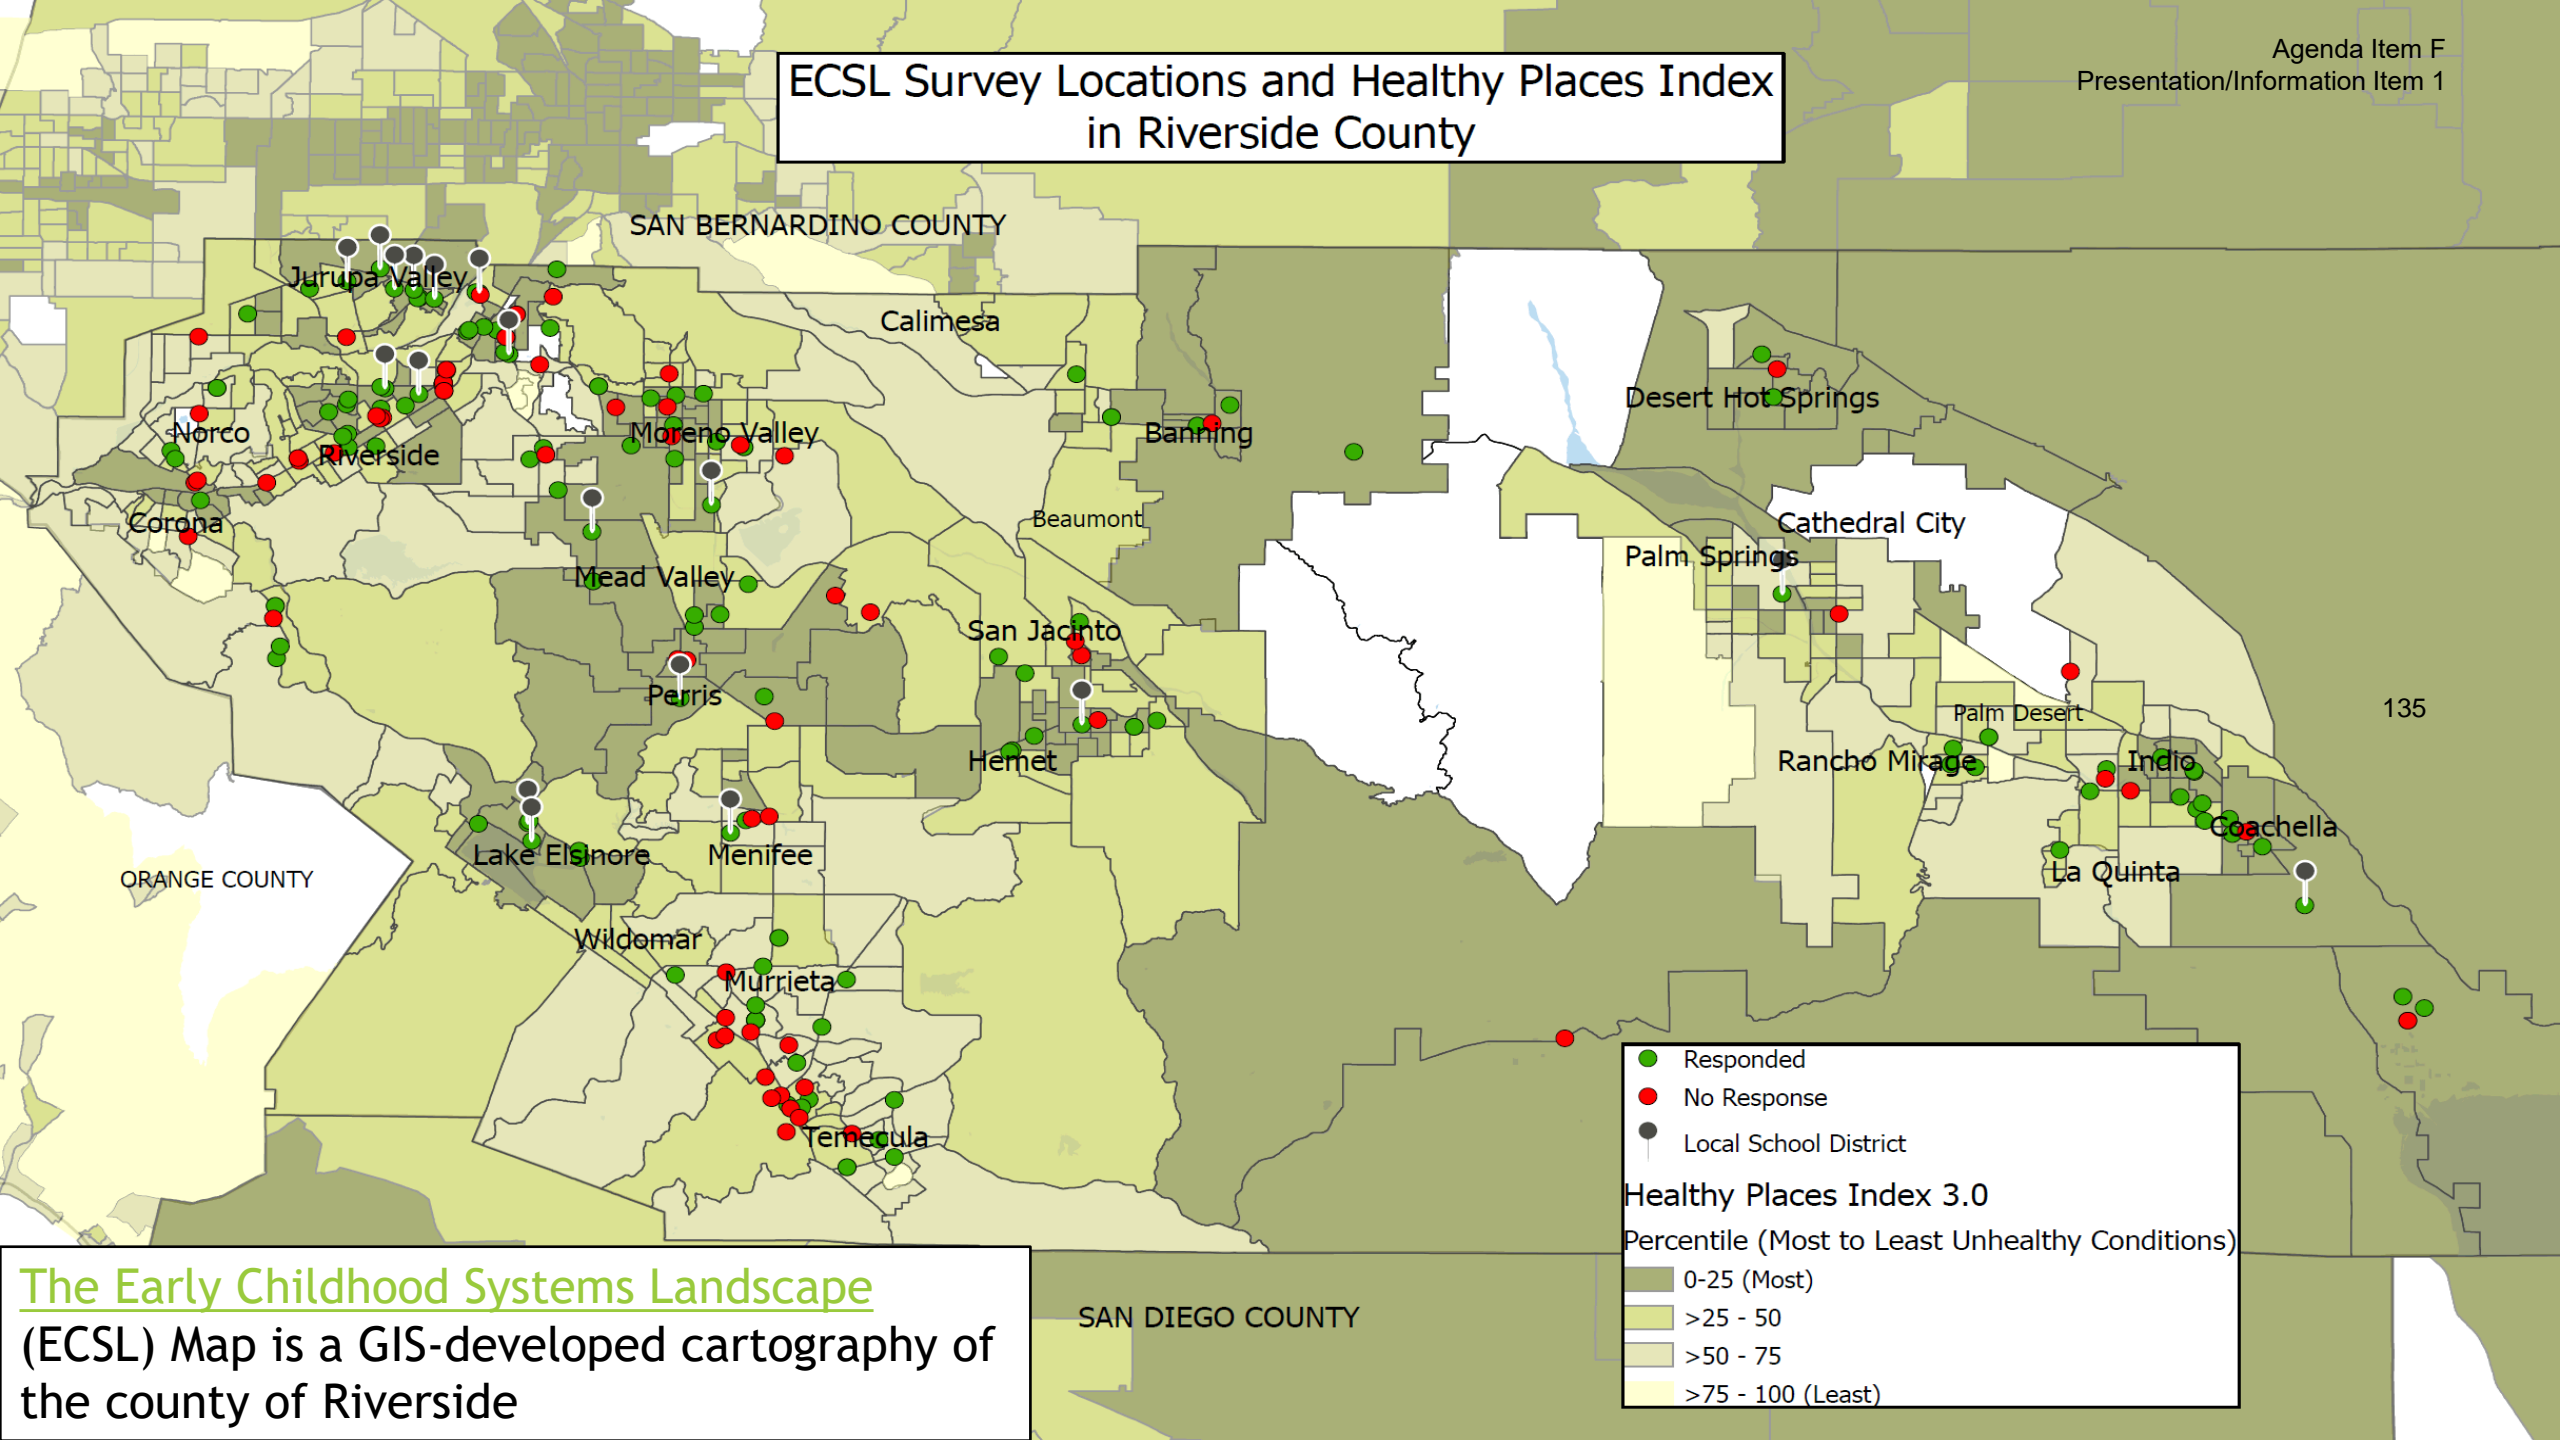 Agenda Item F
Presentation/Information Item 1
ECSL Survey Locations and Healthy Places Index
in Riverside County
SAN BERNARDINO COUNTY
Jurupa Valley
Calimesa
Desert Hot Springs
Norco
Riverside
Moreno Valley
Banning
Corona
Beaumont
Cathedral City
Palm Springs
Mead Valley
San Jacinto
Perris
Palm Desert
135
Hemet
Rancho Mirage
Indio
Coachella
Lake Elsinore
Menifee
La Quinta
ORANGE COUNTY
Wildomar
Murrieta
Temecula
Responded
No Response
Local School District
Healthy Places Index 3.0
Percentile (Most to Least Unhealthy Conditions)
0-25 (Most)
>25 - 50
>50 - 75
>75 - 100 (Least)
SAN DIEGO COUNTY
The Early Childhood Systems Landscape
(ECSL) Map is a GIS-developed cartography of
the county of Riverside